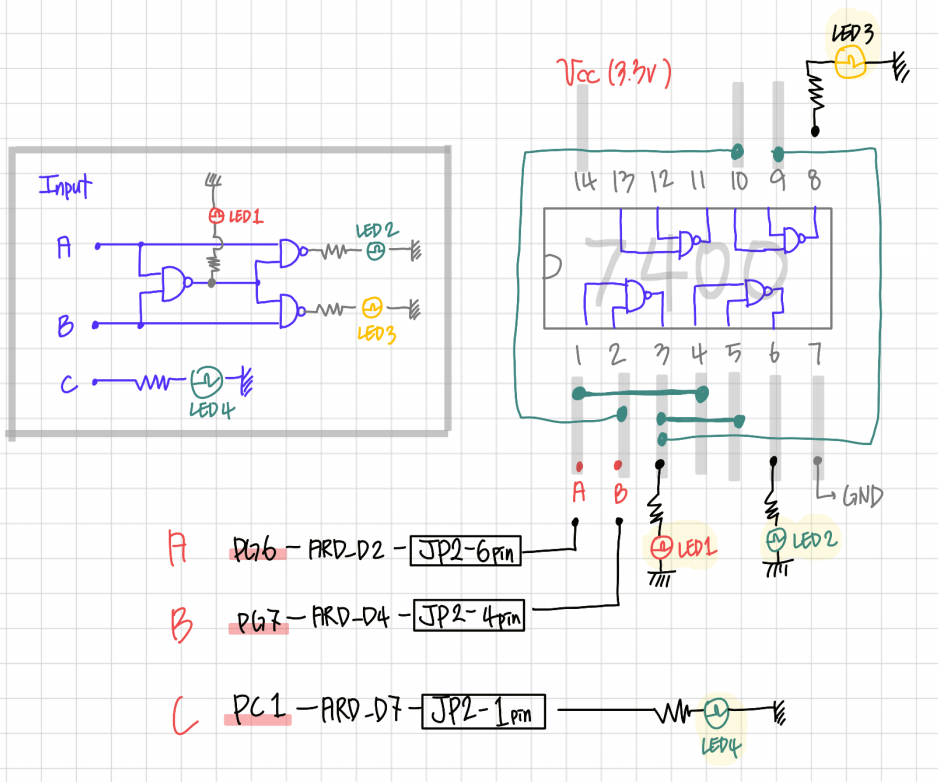 LED3
Vcc (3.3V)
Input
LED1
A
LED2
B
LED3
C
LED4
14 13 12 11 10 9 8
7400
1 2 3 4 5 6 7
A B
GND
LED1
LED2
A PG6 - ARD_D2 - JP2-6pin
B PG7 - ARD_D4 - JP2-4pin
C PC1 - ARD_D7 - JP2-1pin
LED4